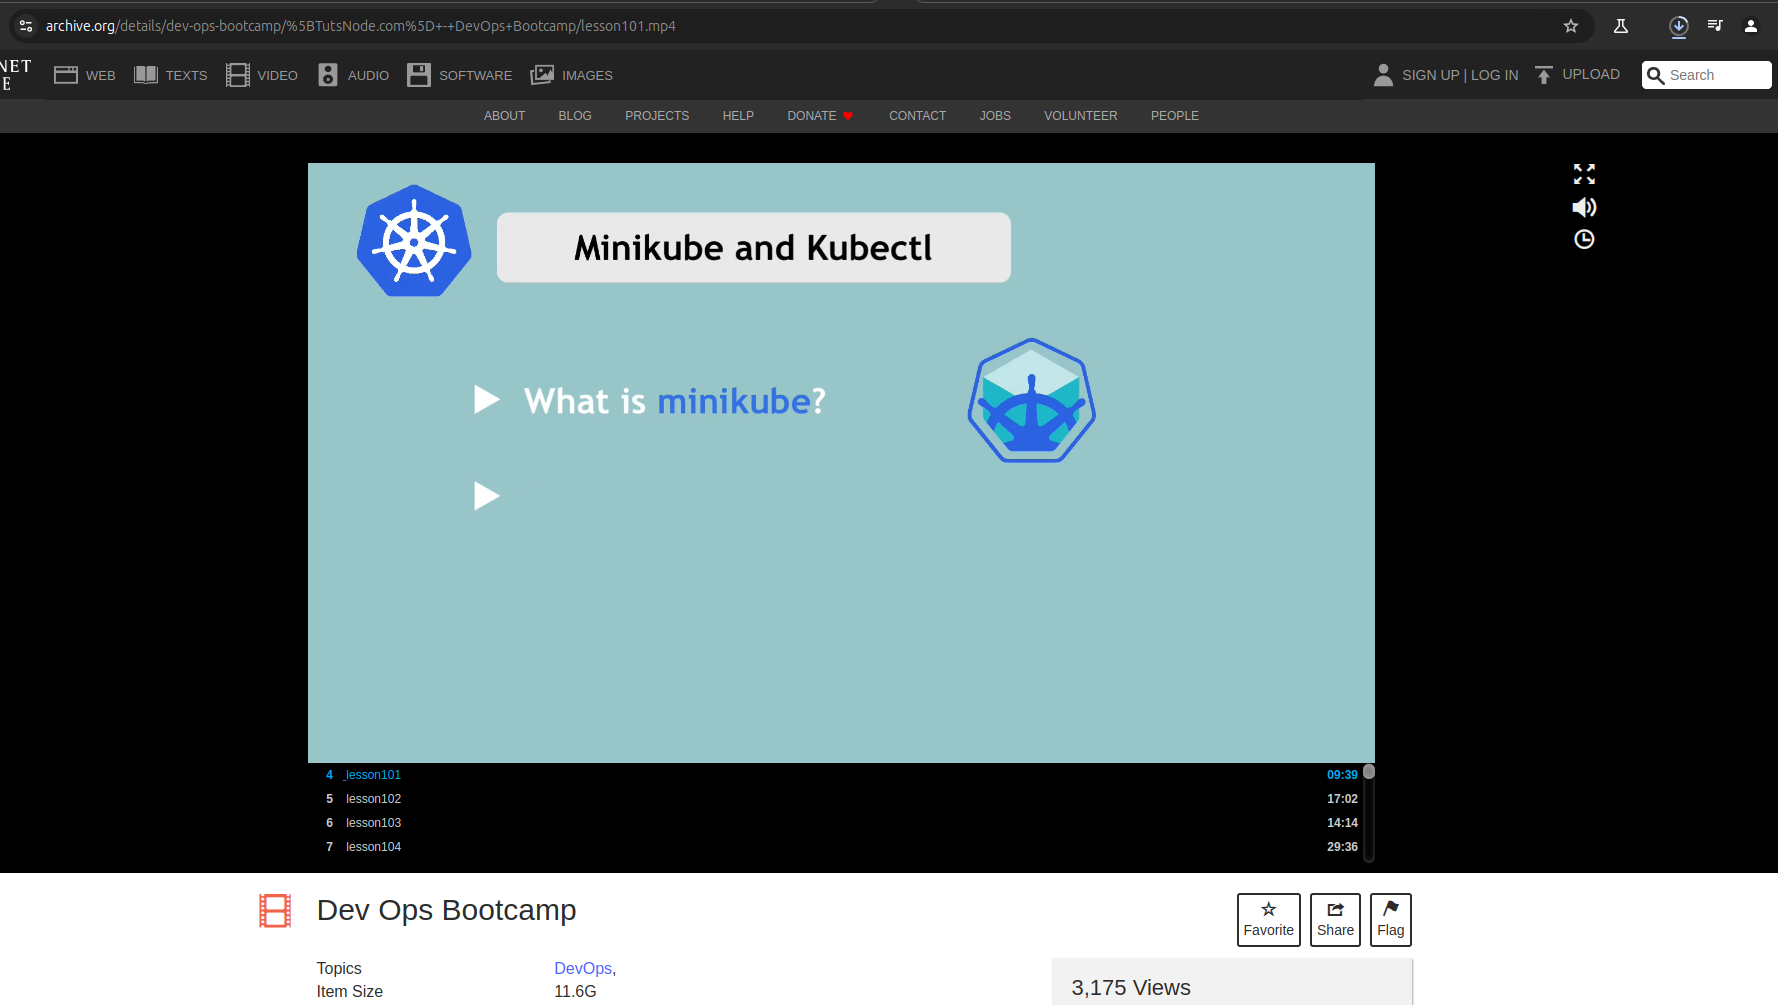 archive.org/details/dev-ops-bootcamp/%5BTutsNode.com%5D+-+DevOps+Bootcamp/lesson101.mp4
NET
E
WEB TEXTS VIDEO AUDIO SOFTWARE IMAGES SIGN UP | LOG IN UPLOAD Search
ABOUT BLOG PROJECTS HELP DONATE CONTACT JOBS VOLUNTEER PEOPLE
Minikube and Kubectl
What is minikube?
4 lesson101 09:39
5 lesson102 17:02
6 lesson103 14:14
7 lesson104 29:36
Dev Ops Bootcamp
Favorite Share Flag
Topics DevOps,
Item Size 11.6G
3,175 Views